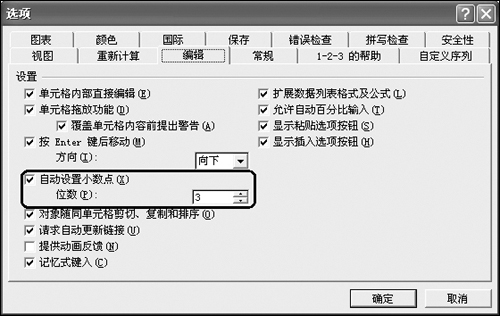 选项
图表 颜色 国际 保存 错误检查 拼写检查 安全性
视图 重新计算 编辑 常规 1-2-3 的帮助 自定义序列
设置
单元格内部直接编辑(E)
单元格拖放功能(D)
覆盖单元格内容前提出警告(A)
按 Enter 键后移动(M)
方向(I): 向下
自动设置小数点(X)
位数(P): 3
对象随同单元格剪切、复制和排序(O)
请求自动更新链接(U)
提供动画反馈(N)
记忆式键入(C)
扩展数据列表格式及公式(L)
允许自动百分比输入(T)
显示粘贴选项按钮(S)
显示插入选项按钮(H)
确定 取消